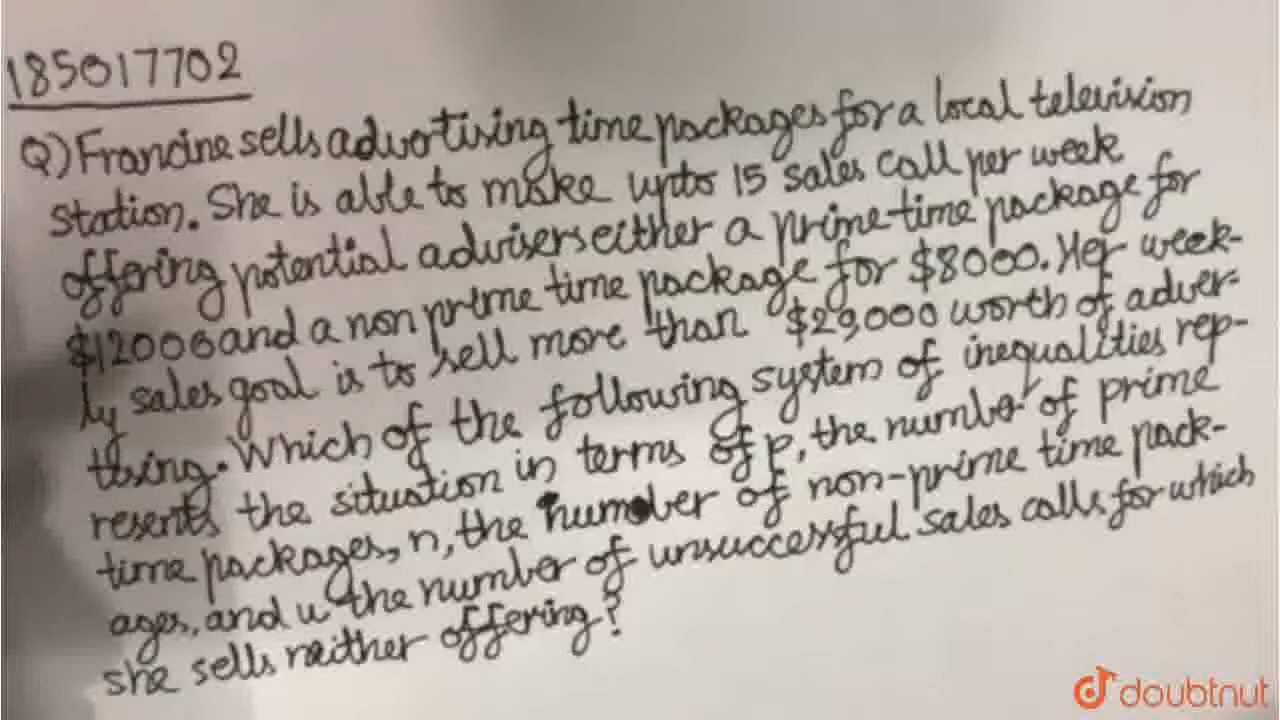 185017702
Q) Francine sells advertising time packages for a local television
station. She is able to make upto 15 sales call per week
offering potential advisers either a prime-time package for
$12000 and a non prime time package for $8000. Her week-
ly sales goal is to sell more than $29,000 worth of adver-
tising. Which of the following system of inequalities rep-
resents the situation in terms of p, the number of prime
time packages, n, the number of non-prime time pack-
ages, and u the number of unsuccessful sales calls for which
she sells neither offering?
doubtnut